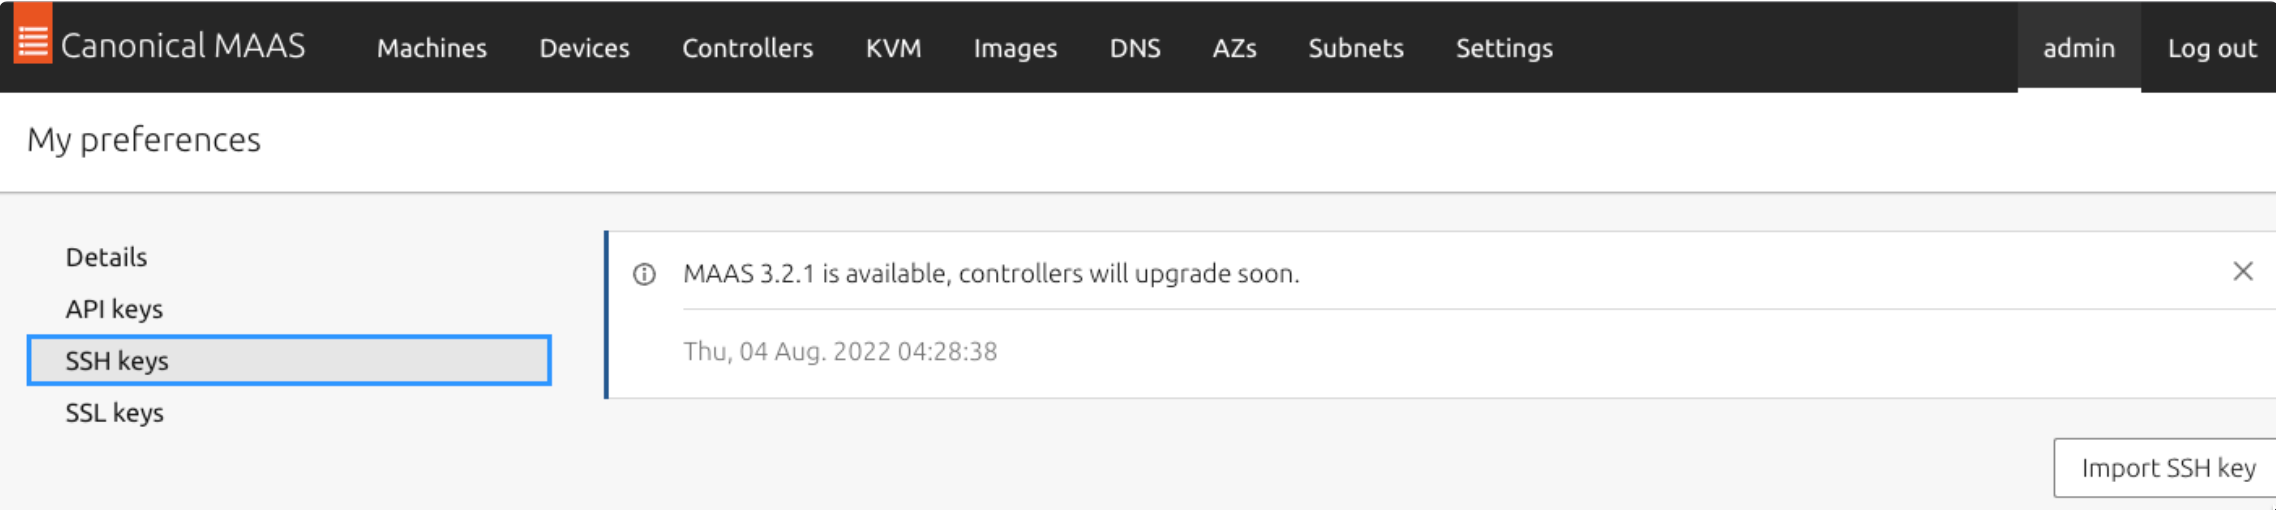 Canonical MAAS Machines Devices Controllers KVM Images DNS AZs Subnets Settings admin Log out
My preferences
Details
API keys
SSH keys
SSL keys
MAAS 3.2.1 is available, controllers will upgrade soon.
Thu, 04 Aug. 2022 04:28:38
Import SSH key